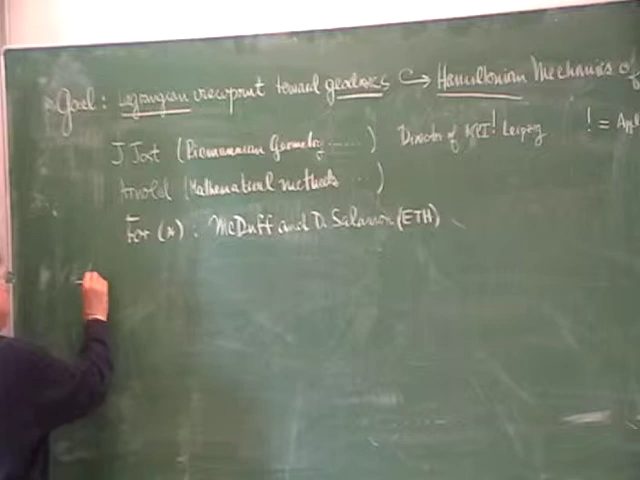 Goal: Lagrangian viewpoint toward geodesics ↪ Hamiltonian Mechanics of
J Jost (Riemannian Geometry ......) Director of MPI! Leipzig ! =
Arnold (Mathematical methods ...)
For (*): McDuff and D. Salamon (ETH)